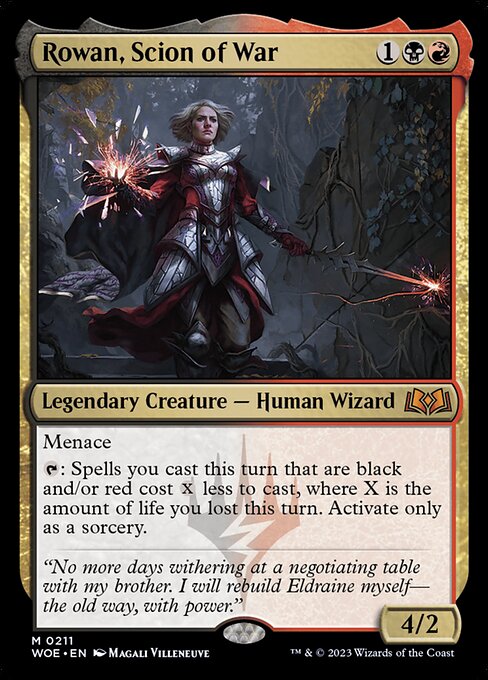 Rowan, Scion of War 1
Legendary Creature — Human Wizard
Menace
: Spells you cast this turn that are black
and/or red cost X less to cast, where X is the
amount of life you lost this turn. Activate only
as a sorcery.
“No more days withering at a negotiating table
with my brother. I will rebuild Eldraine myself—
the old way, with power.”
4/2
M 0211
WOE • EN MAGALI VILLENEUVE
™ & © 2023 Wizards of the Coast